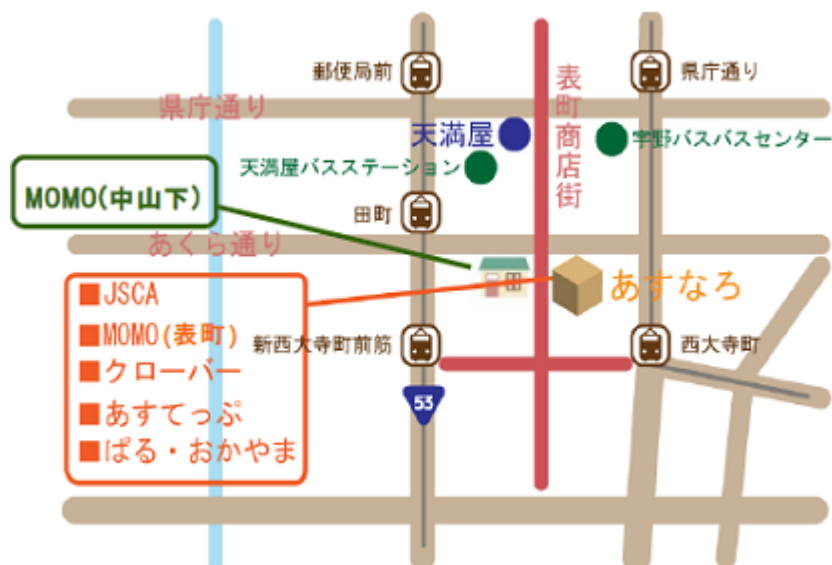 郵便局前
県庁通り
県庁通り
表町商店街
天満屋
宇野バスバスセンター
天満屋バスステーション
MOMO(中山下)
田町
あくら通り
あすなろ
■JSCA
■MOMO(表町)
■クローバー
■あすてっぷ
■ぱる・おかやま
新西大寺町前筋
西大寺町
53